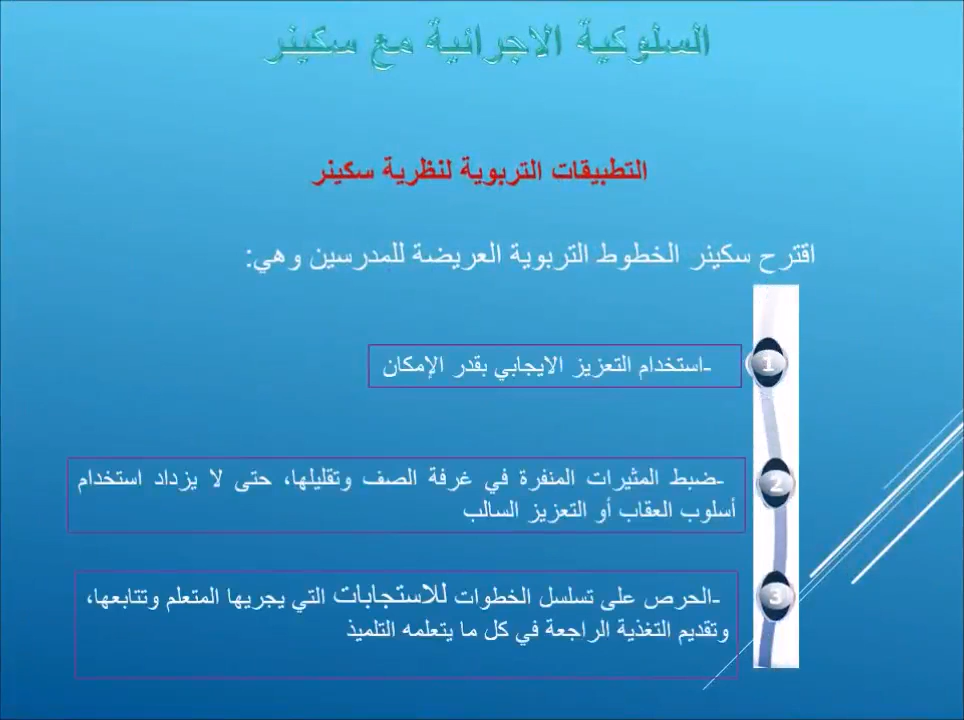 السلوكية الاجرائية مع سكينر
التطبيقات التربوية لنظرية سكينر
اقترح سكينر الخطوط التربوية العريضة للمدرسين وهي:
1
-استخدام التعزيز الايجابي بقدر الإمكان
2
-ضبط المثيرات المنفرة في غرفة الصف وتقليلها، حتى لا يزداد استخدام
أسلوب العقاب أو التعزيز السالب
3
-الحرص على تسلسل الخطوات للاستجابات التي يجريها المتعلم وتتابعها،
وتقديم التغذية الراجعة في كل ما يتعلمه التلميذ